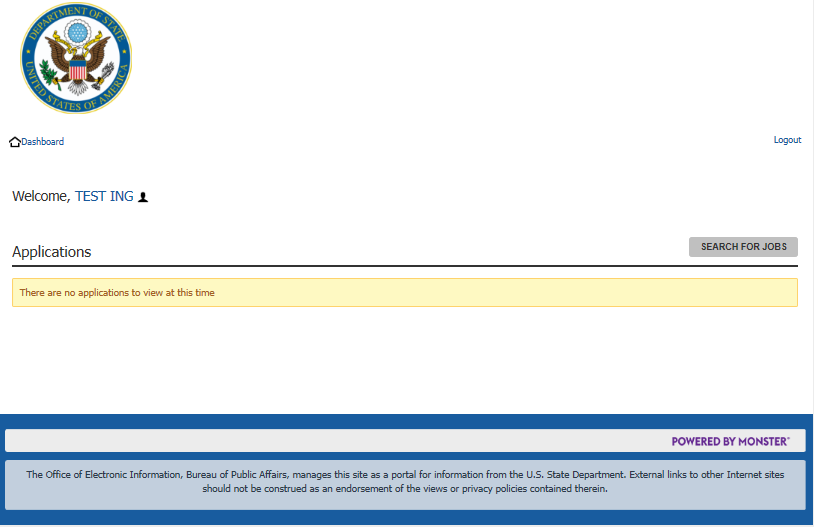 DEPARTMENT OF STATE
UNITED STATES OF AMERICA
Dashboard
Logout
Welcome, TEST ING
Applications
SEARCH FOR JOBS
There are no applications to view at this time
POWERED BY MONSTER
The Office of Electronic Information, Bureau of Public Affairs, manages this site as a portal for information from the U.S. State Department. External links to other Internet sites
should not be construed as an endorsement of the views or privacy policies contained therein.